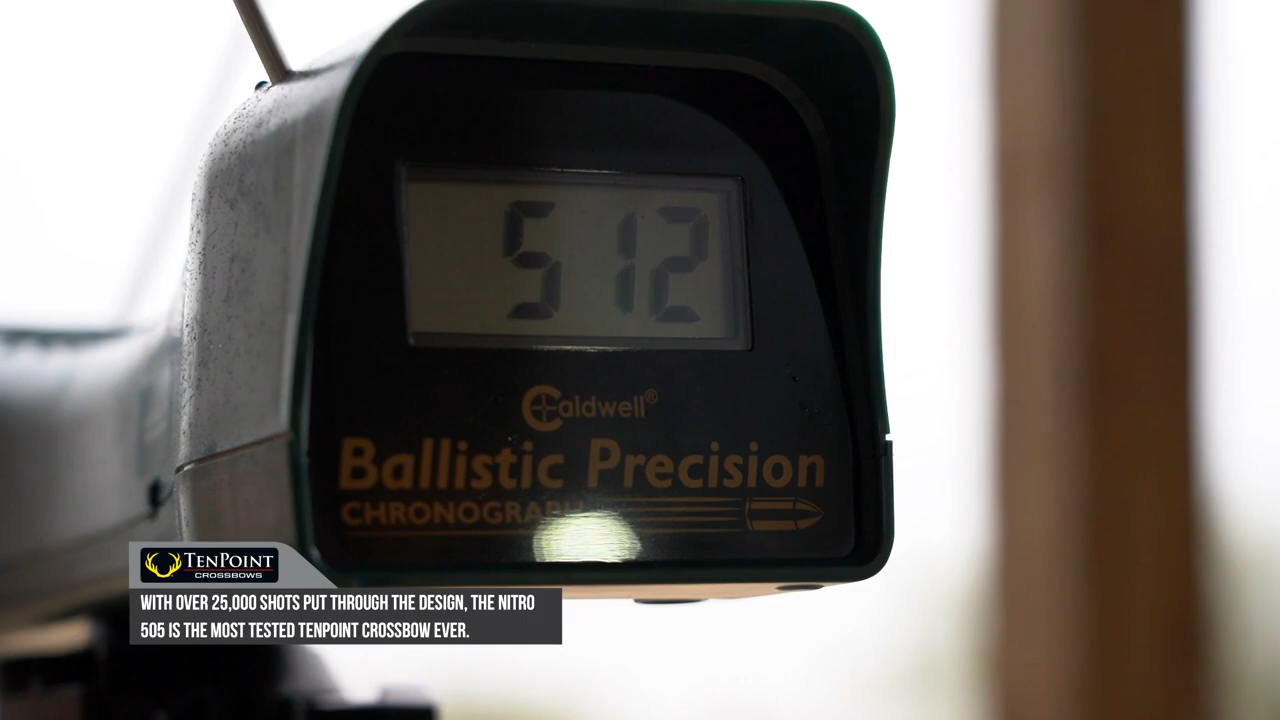 512
Caldwell®
Ballistic Precision
CHRONOGRAPH
TENPOINT
CROSSBOWS
WITH OVER 25,000 SHOTS PUT THROUGH THE DESIGN, THE NITRO
505 IS THE MOST TESTED TENPOINT CROSSBOW EVER.